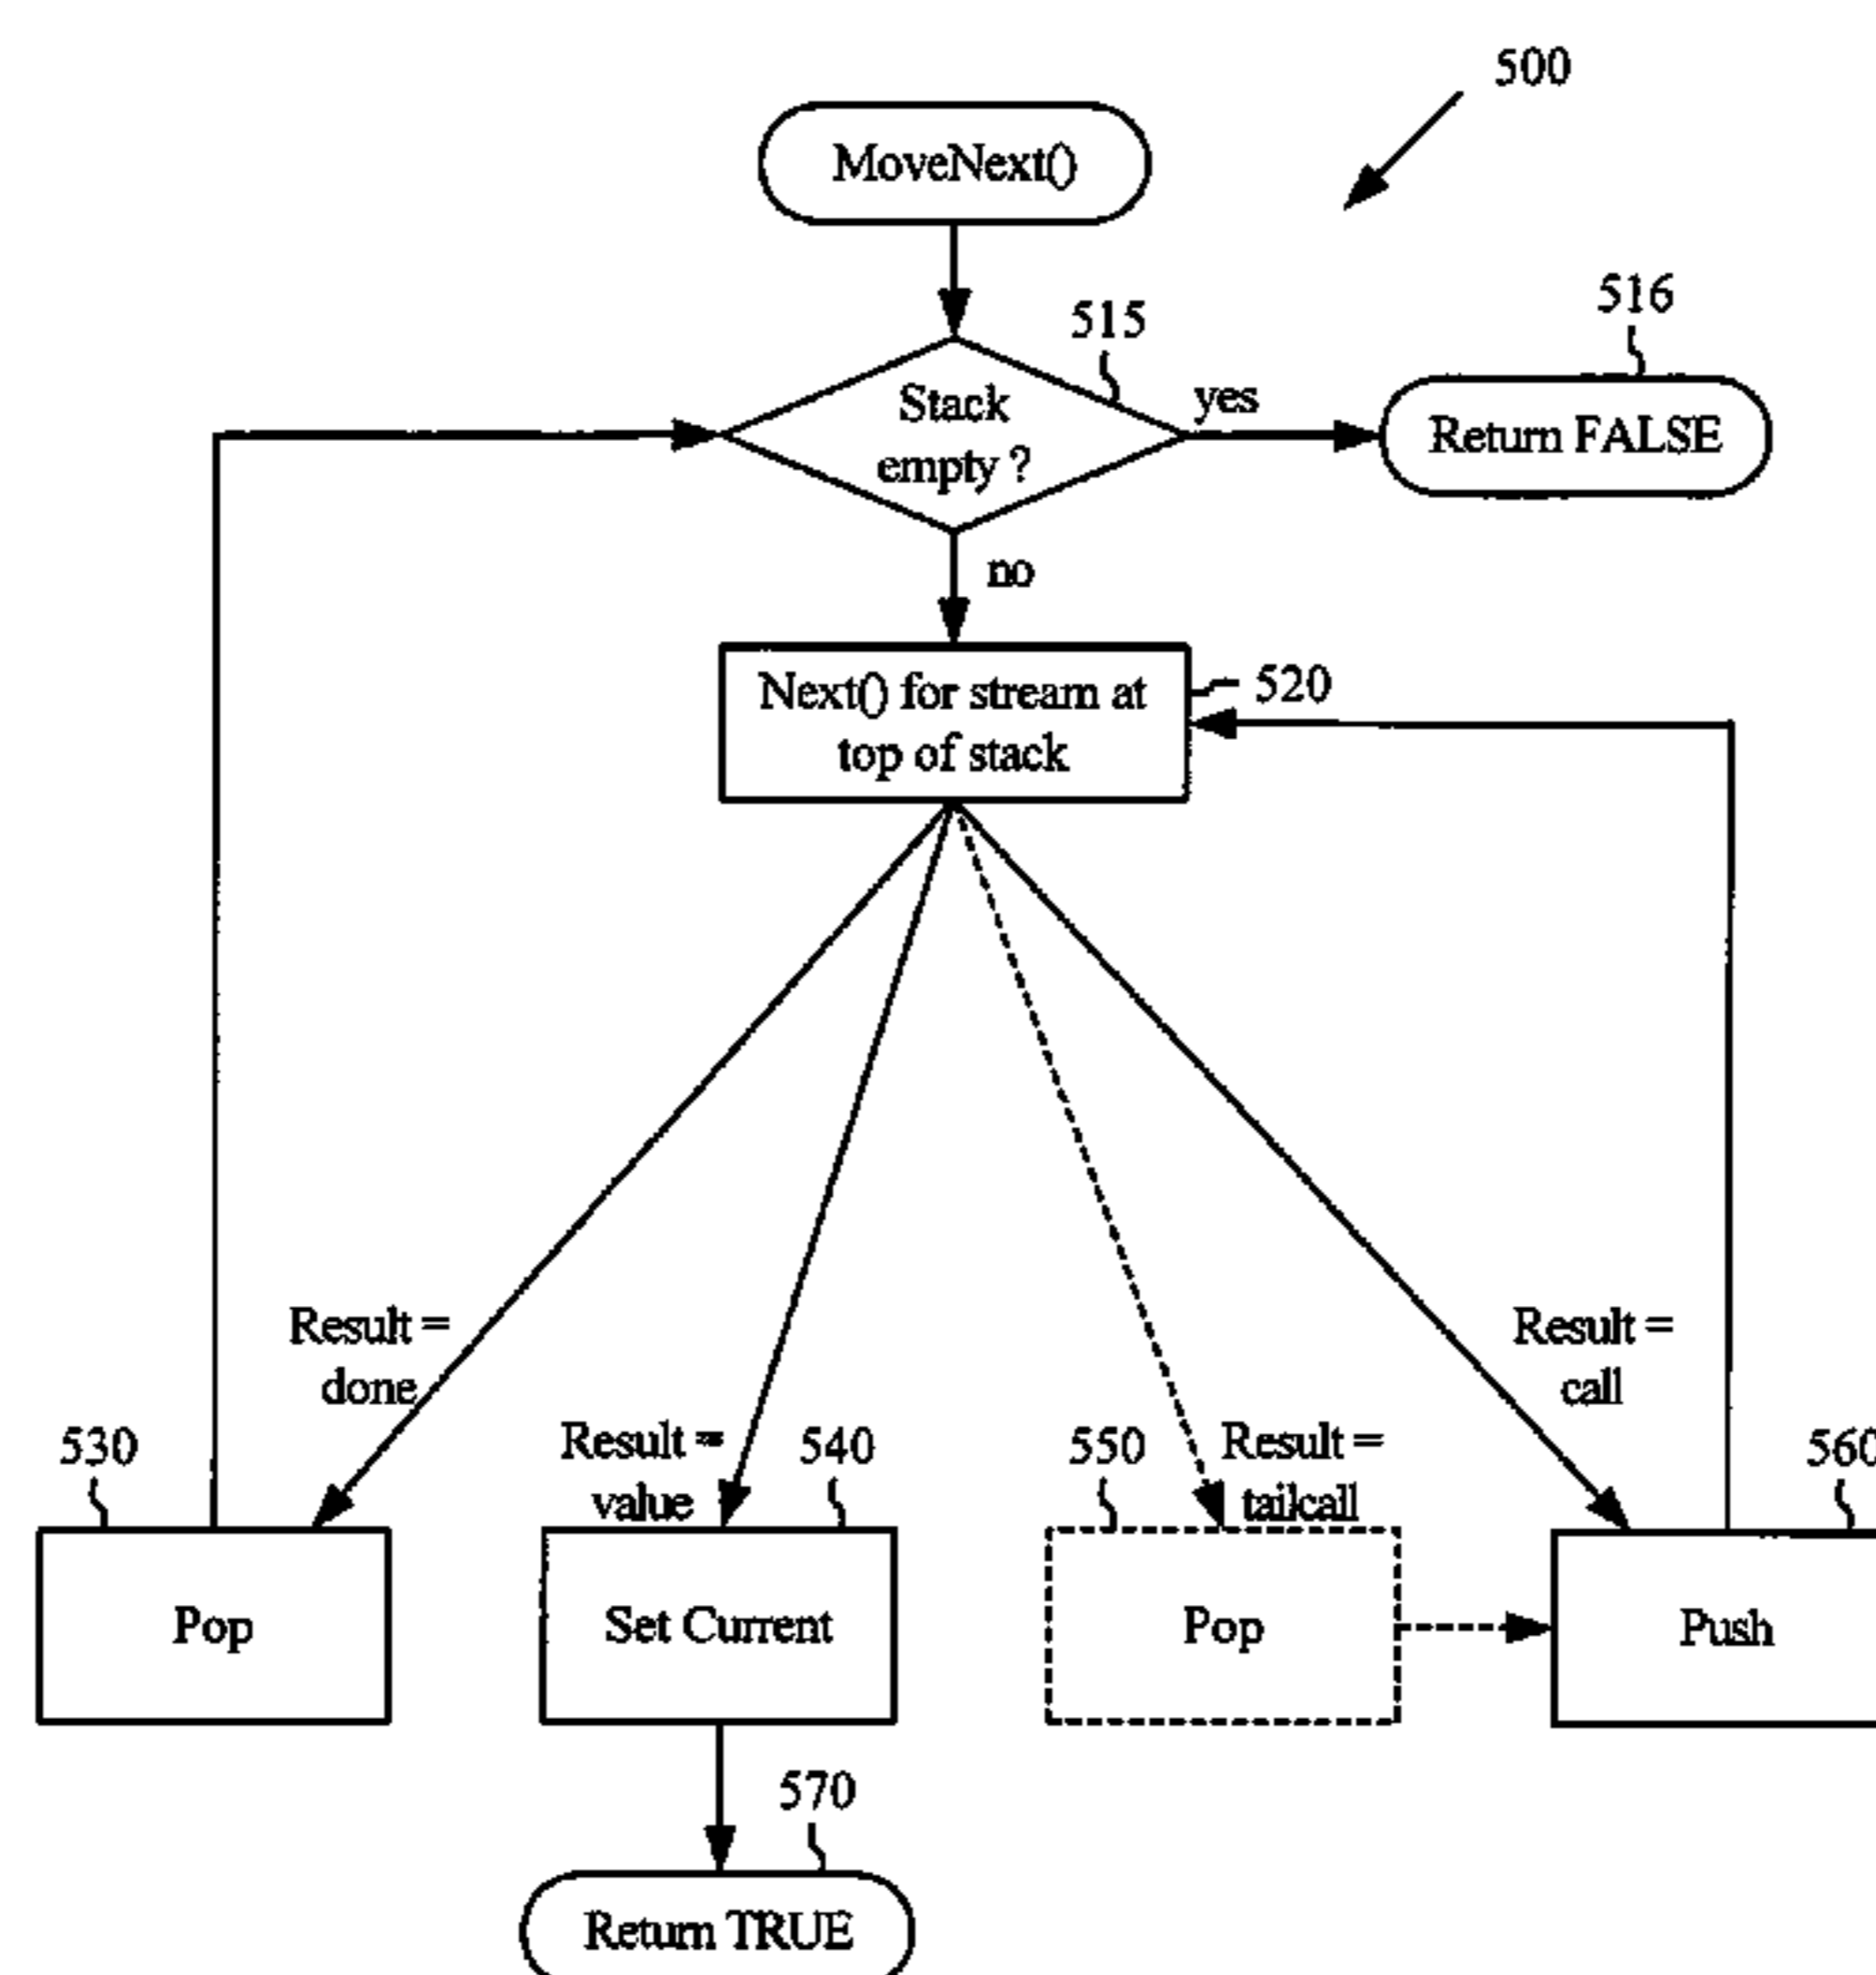 500
MoveNext()
515
516
Stack
empty ?
yes
Return FALSE
no
Next() for stream at
top of stack
520
Result =
done
Result =
call
530
Result =
value
540
550
Result =
tailcall
560
Pop
Set Current
Pop
Push
570
Return TRUE